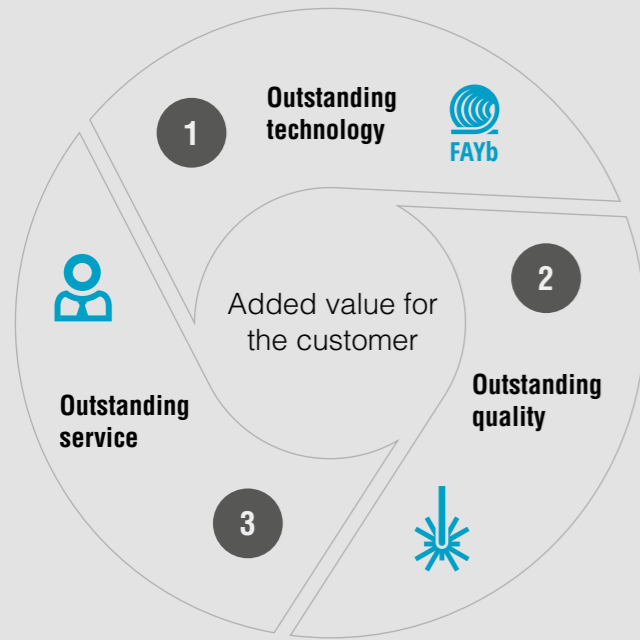 1
Outstanding
technology
FAYb
2
Outstanding
quality
3
Outstanding
service
Added value for
the customer